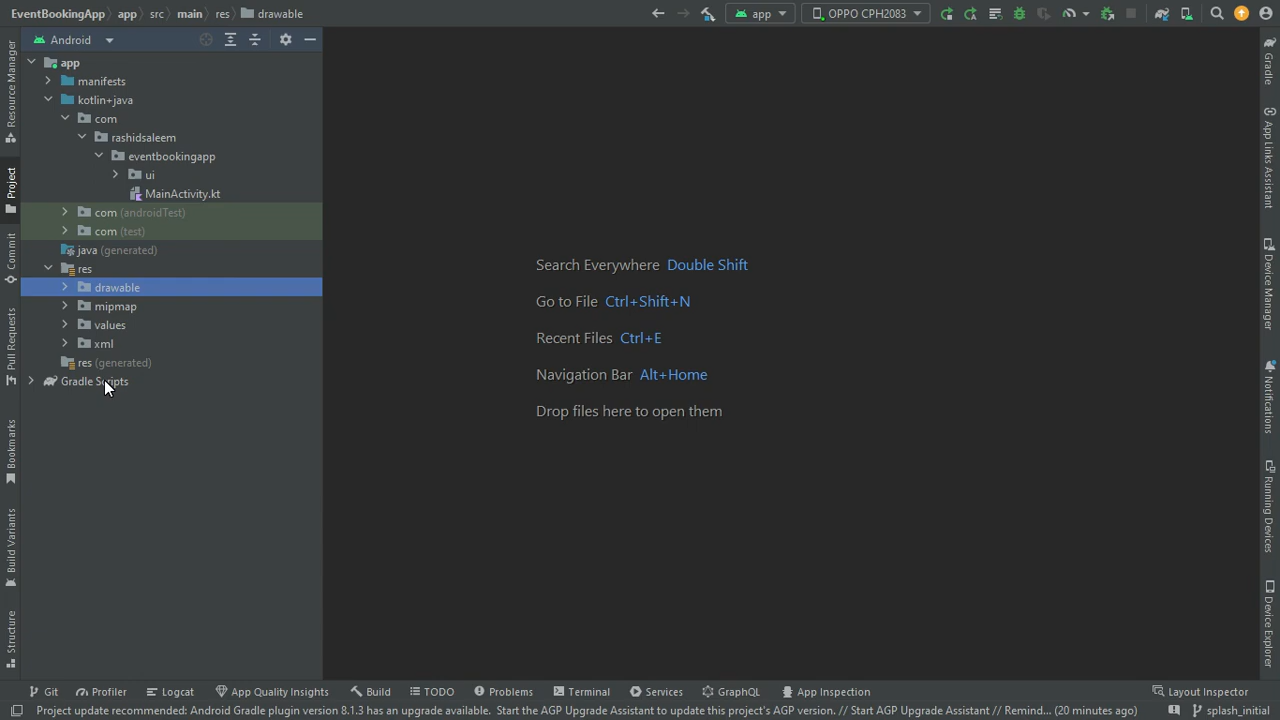 EventBookingApp app src main res drawable
app OPPO CPH2083
Android
app
manifests
kotlin+java
com
rashidsaleem
eventbookingapp
ui
MainActivity.kt
com (androidTest)
com (test)
java (generated)
res
drawable
mipmap
values
xml
res (generated)
Gradle Scripts
Resource Manager
Project
Commit
Pull Requests
Bookmarks
Build Variants
Structure
Search Everywhere Double Shift
Go to File Ctrl+Shift+N
Recent Files Ctrl+E
Navigation Bar Alt+Home
Drop files here to open them
Gradle
App Links Assistant
Device Manager
Notifications
Running Devices
Device Explorer
Git Profiler Logcat App Quality Insights Build TODO Problems Terminal Services GraphQL App Inspection Layout Inspector
Project update recommended: Android Gradle plugin version 8.1.3 has an upgrade available. Start the AGP Upgrade Assistant to update this project's AGP version. // Start AGP Upgrade Assistant // Remind... (20 minutes ago) splash_initial